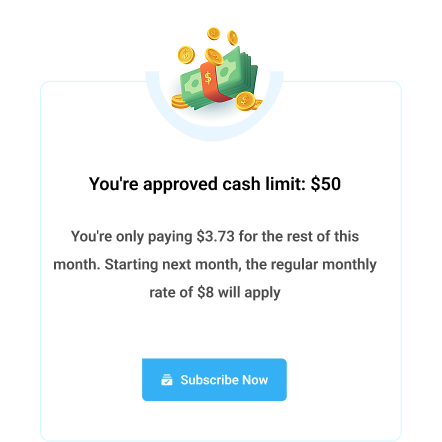 You're approved cash limit: $50
You're only paying $3.73 for the rest of this
month. Starting next month, the regular monthly
rate of $8 will apply
Subscribe Now